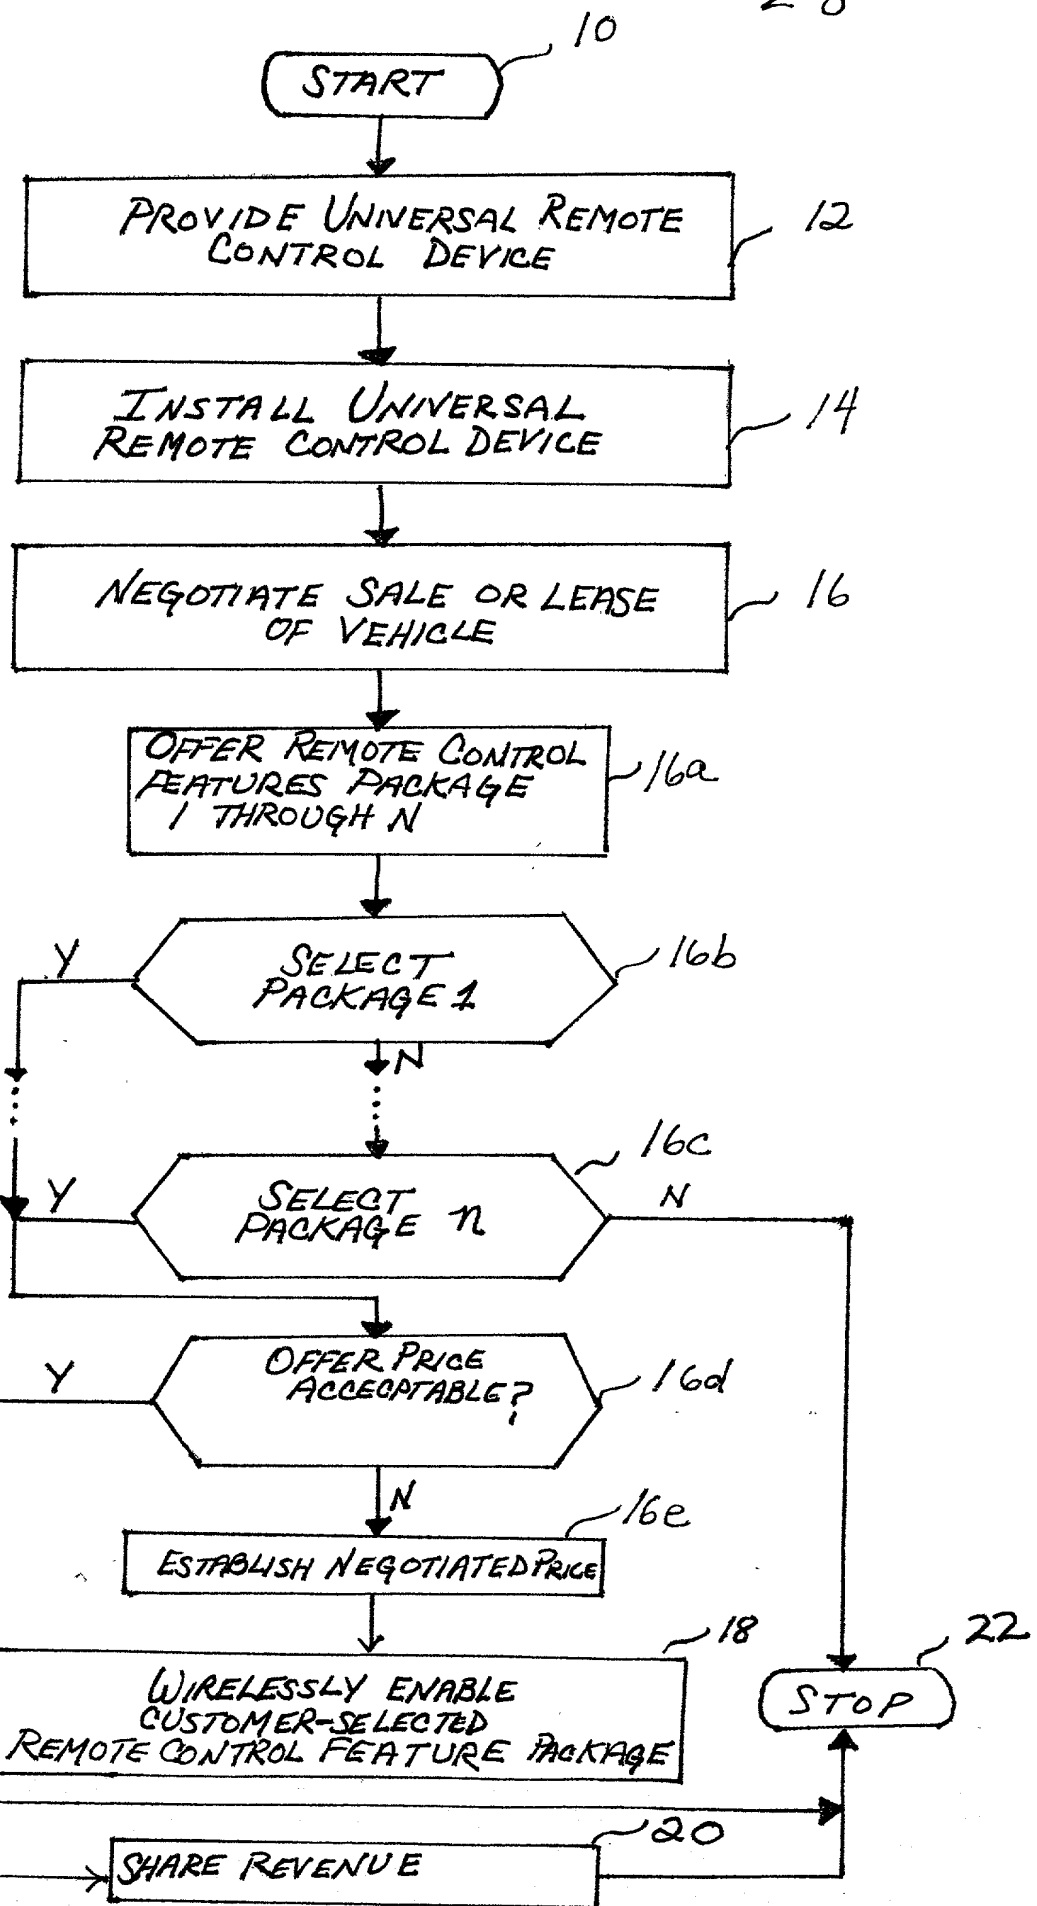 10
START
PROVIDE UNIVERSAL REMOTE
CONTROL DEVICE
12
INSTALL UNIVERSAL
REMOTE CONTROL DEVICE
14
NEGOTIATE SALE OR LEASE
OF VEHICLE
16
OFFER REMOTE CONTROL
FEATURES PACKAGE
1 THROUGH N
16a
Y
SELECT
PACKAGE 1
16b
N
16c
Y
SELECT
PACKAGE n
N
Y
OFFER PRICE
ACCECPTABLE?
16d
N
16e
ESTABLISH NEGOTIATED PRICE
18
22
WIRELESSLY ENABLE
CUSTOMER-SELECTED
REMOTE CONTROL FEATURE PACKAGE
STOP
20
SHARE REVENUE